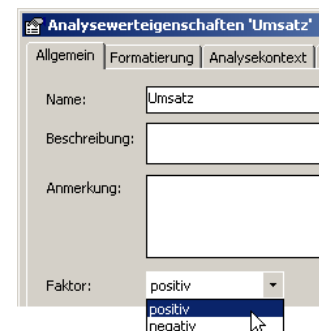 Analysewerteigenschaften 'Umsatz'
Allgemein Formatierung Analysekontext
Name: Umsatz
Beschreibung:
Anmerkung:
Faktor: positiv
positiv
negativ